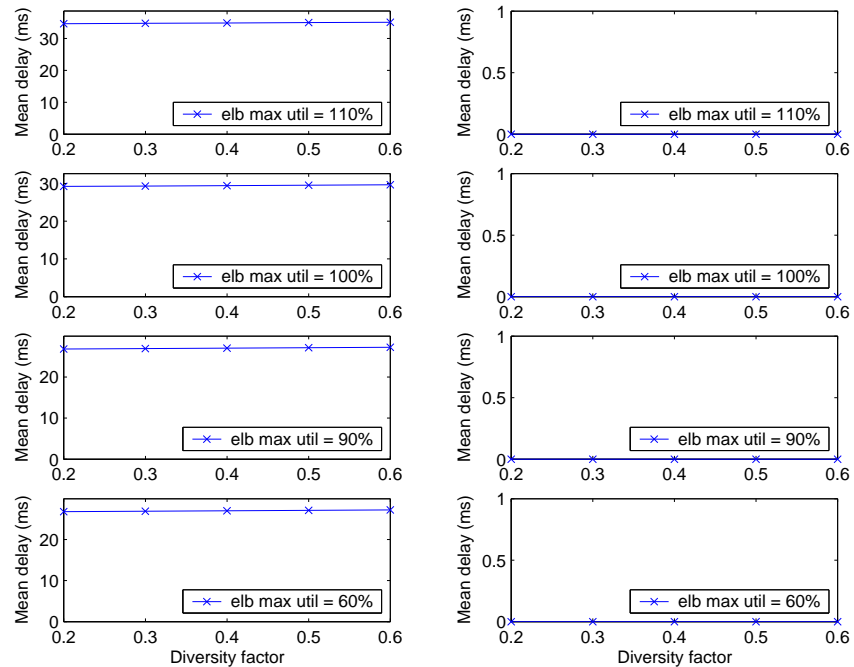 Mean delay (ms)
30
20
10
0
0.2 0.3 0.4 0.5 0.6
elb max util = 110%
Mean delay (ms)
1
0.5
0
0.2 0.3 0.4 0.5 0.6
elb max util = 110%
Mean delay (ms)
30
20
10
0
0.2 0.3 0.4 0.5 0.6
elb max util = 100%
Mean delay (ms)
1
0.5
0
0.2 0.3 0.4 0.5 0.6
elb max util = 100%
Mean delay (ms)
20
10
0
0.2 0.3 0.4 0.5 0.6
elb max util = 90%
Mean delay (ms)
1
0.5
0
0.2 0.3 0.4 0.5 0.6
elb max util = 90%
Mean delay (ms)
20
10
0
0.2 0.3 0.4 0.5 0.6
elb max util = 60%
Diversity factor
Mean delay (ms)
1
0.5
0
0.2 0.3 0.4 0.5 0.6
elb max util = 60%
Diversity factor